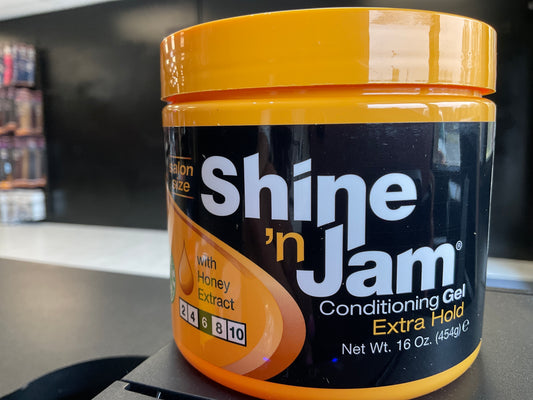 salon
size
Shine
'n
Jam®
with
Honey
Extract
2 4 6 8 10
Conditioning Gel
Extra Hold
Net Wt. 16 Oz. (454g) e